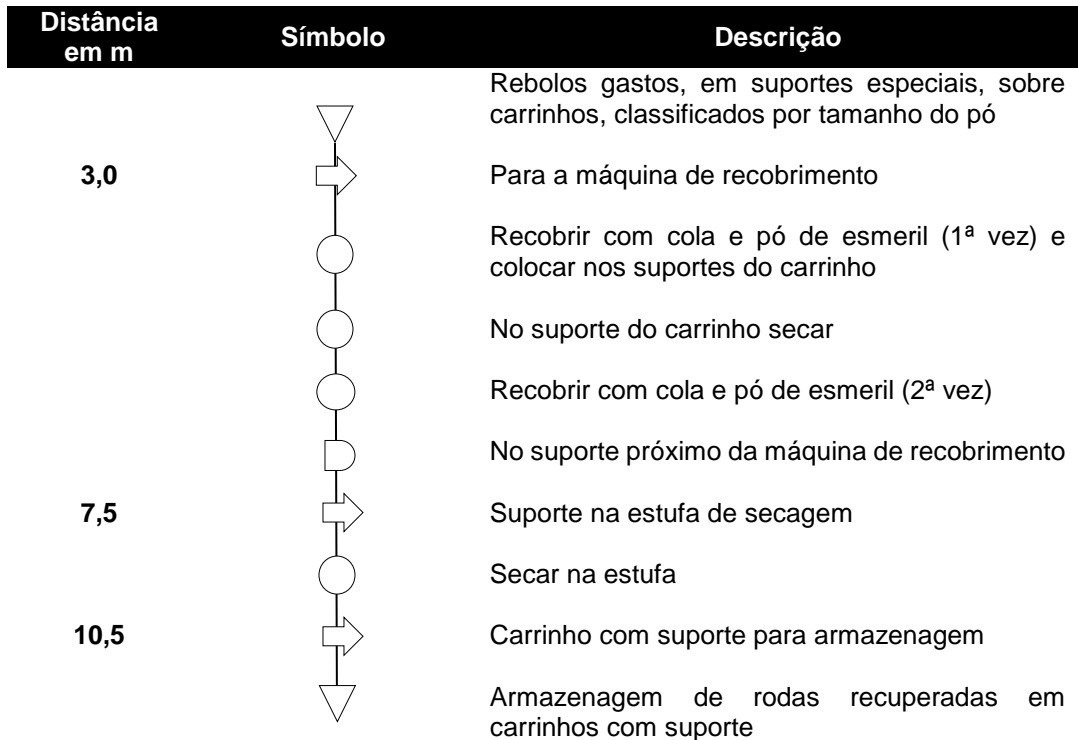 Distância
em m
Símbolo
Descrição
Rebolos gastos, em suportes especiais, sobre
carrinhos, classificados por tamanho do pó
3,0
Para a máquina de recobrimento
Recobrir com cola e pó de esmeril (1ª vez) e
colocar nos suportes do carrinho
No suporte do carrinho secar
Recobrir com cola e pó de esmeril (2ª vez)
No suporte próximo da máquina de recobrimento
7,5
Suporte na estufa de secagem
Secar na estufa
10,5
Carrinho com suporte para armazenagem
Armazenagem de rodas recuperadas em
carrinhos com suporte